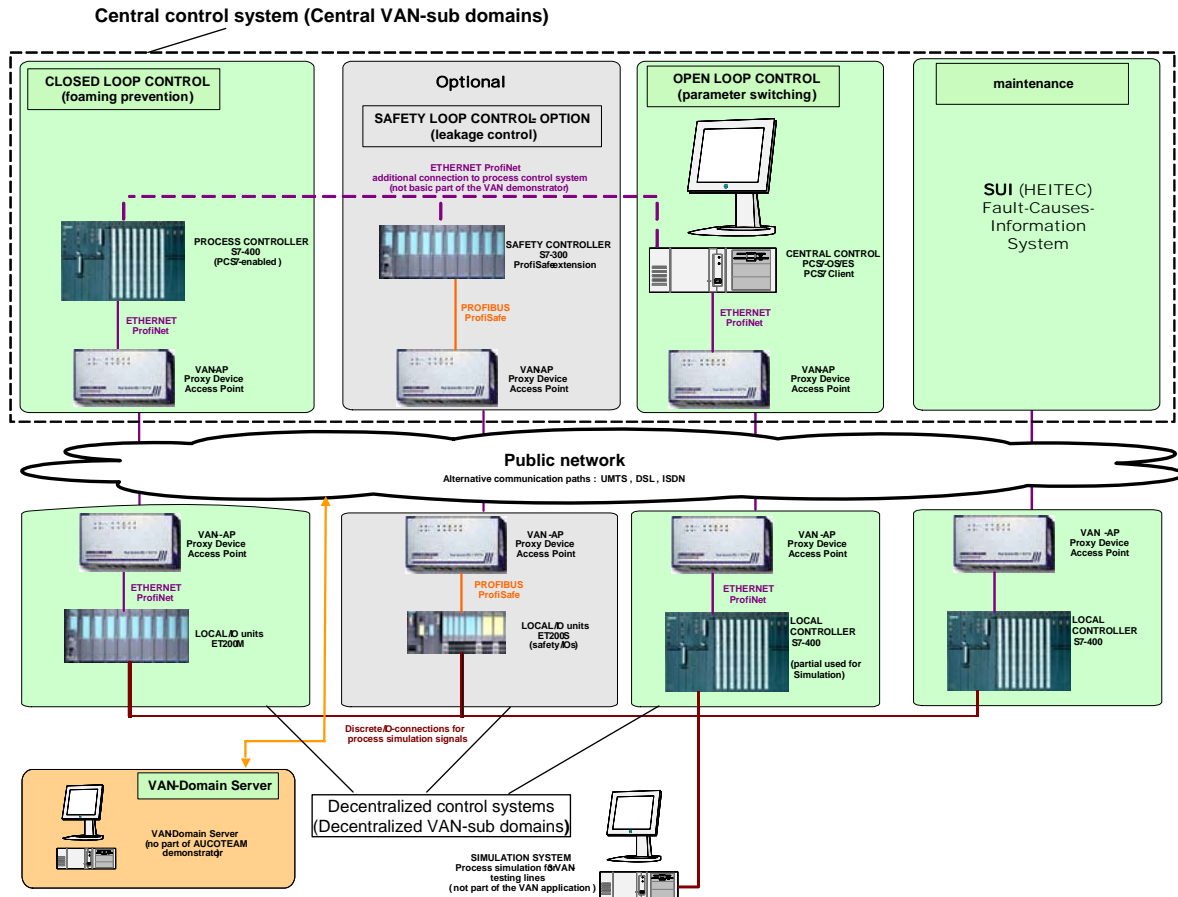 Central control system (Central VAN-sub domains)
CLOSED LOOP CONTROL
(foaming prevention)
Optional
SAFETY LOOP CONTROL- OPTION
(leakage control)
OPEN LOOP CONTROL
(parameter switching)
maintenance
ETHERNET ProfiNet
additional connection to process control system
(not basic part of the VAN demonstrator)
PROCESS CONTROLLER
S7-400
(PCS7-enabled )
SAFETY CONTROLLER
S7-300
ProfiSafe-extension
CENTRAL CONTROL
PCS7-OS/ES
PCS7 Client
SUI (HEITEC)
Fault-Causes-
Information
System
ETHERNET
ProfiNet
PROFIBUS
ProfiSafe
ETHERNET
ProfiNet
VAN-AP
Proxy Device
Access Point
VAN-AP
Proxy Device
Access Point
VAN-AP
Proxy Device
Access Point
Public network
Alternative communication paths : UMTS , DSL , ISDN
VAN-AP
Proxy Device
Access Point
VAN-AP
Proxy Device
Access Point
VAN -AP
Proxy Device
Access Point
VAN -AP
Proxy Device
Access Point
ETHERNET
ProfiNet
PROFIBUS
ProfiSafe
ETHERNET
ProfiNet
LOCAL I/O units
ET200M
LOCAL I/O units
ET200S
(safety I/Os)
LOCAL
CONTROLLER
S7-400
(partial used for
Simulation)
LOCAL
CONTROLLER
S7-400
Discrete I/O-connections for
process simulation signals
VAN-Domain Server
VAN-Domain Server
(no part of AUCOTEAM
demonstrator)
Decentralized control systems
(Decentralized VAN-sub domains)
SIMULATION SYSTEM
Process simulation for VAN-
testing lines
( not part of the VAN application )